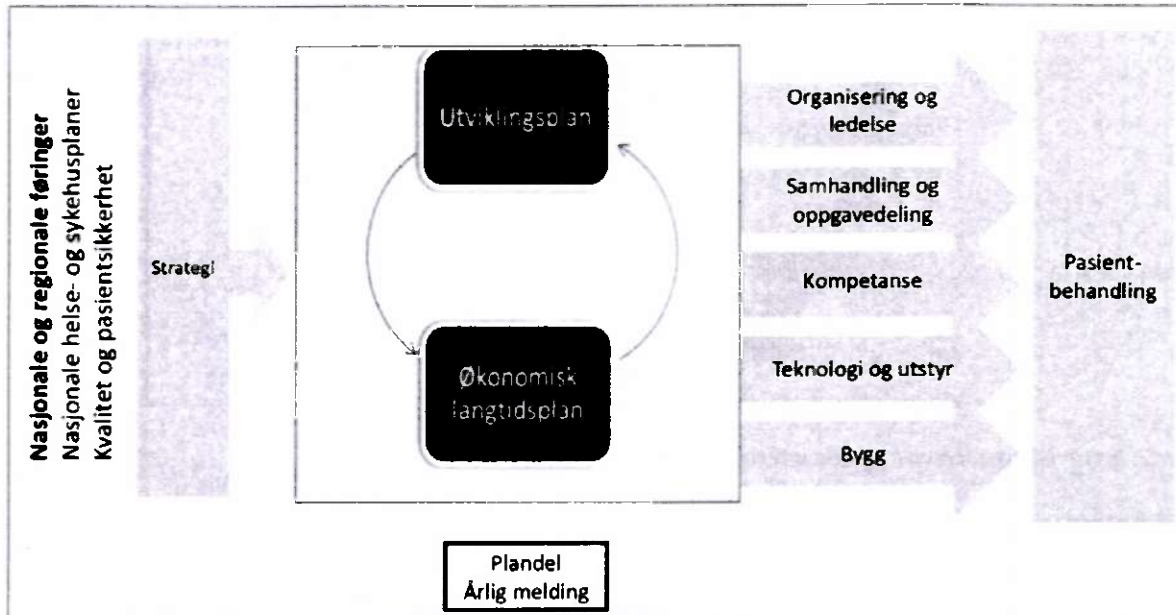 Nasjonale og regionale føringer
Nasjonale helse- og sykehusplaner
Kvalitet og pasientsikkerhet
Strategi
Utviklingsplan
Økonomisk
langtidsplan
Organisering og
ledelse
Samhandling og
oppgavedeling
Kompetanse
Teknologi og utstyr
Bygg
Pasient-
behandling
Plandel
Årlig melding